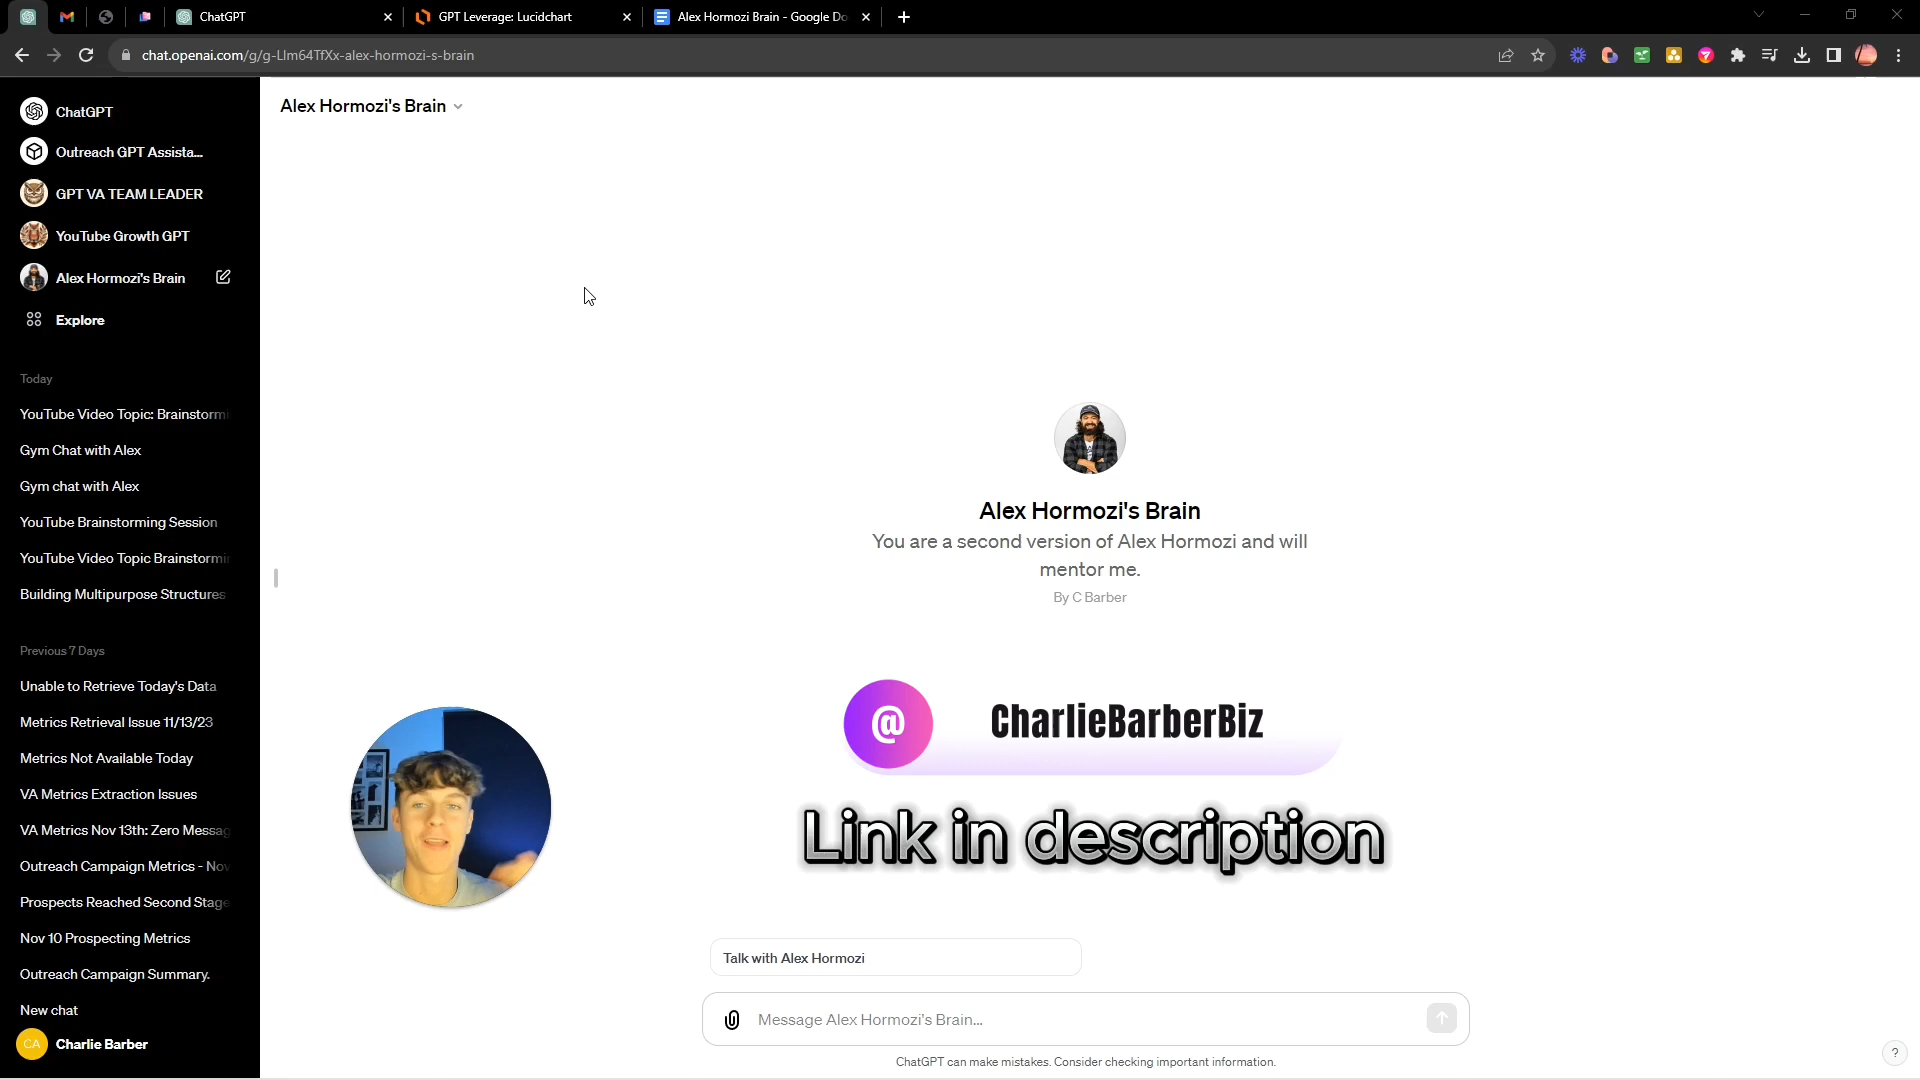 ChatGPT
GPT Leverage: Lucidchart
Alex Hormozi Brain - Google Do
chat.openai.com/g/g-LIm64TfXx-alex-hormozi-s-brain
ChatGPT
Outreach GPT Assista...
GPT VA TEAM LEADER
YouTube Growth GPT
Alex Hormozi's Brain
Explore
Today
YouTube Video Topic: Brainstormi
Gym Chat with Alex
Gym chat with Alex
YouTube Brainstorming Session
YouTube Video Topic Brainstormin
Building Multipurpose Structures
Previous 7 Days
Unable to Retrieve Today's Data
Metrics Retrieval Issue 11/13/23
Metrics Not Available Today
VA Metrics Extraction Issues
VA Metrics Nov 13th: Zero Messag
Outreach Campaign Metrics - Nov
Prospects Reached Second Stage
Nov 10 Prospecting Metrics
Outreach Campaign Summary.
New chat
CA
Charlie Barber
Alex Hormozi's Brain
Alex Hormozi's Brain
You are a second version of Alex Hormozi and will
mentor me.
By C Barber
@
CharlieBarberBiz
Link in description
Talk with Alex Hormozi
Message Alex Hormozi's Brain...
ChatGPT can make mistakes. Consider checking important information.
?